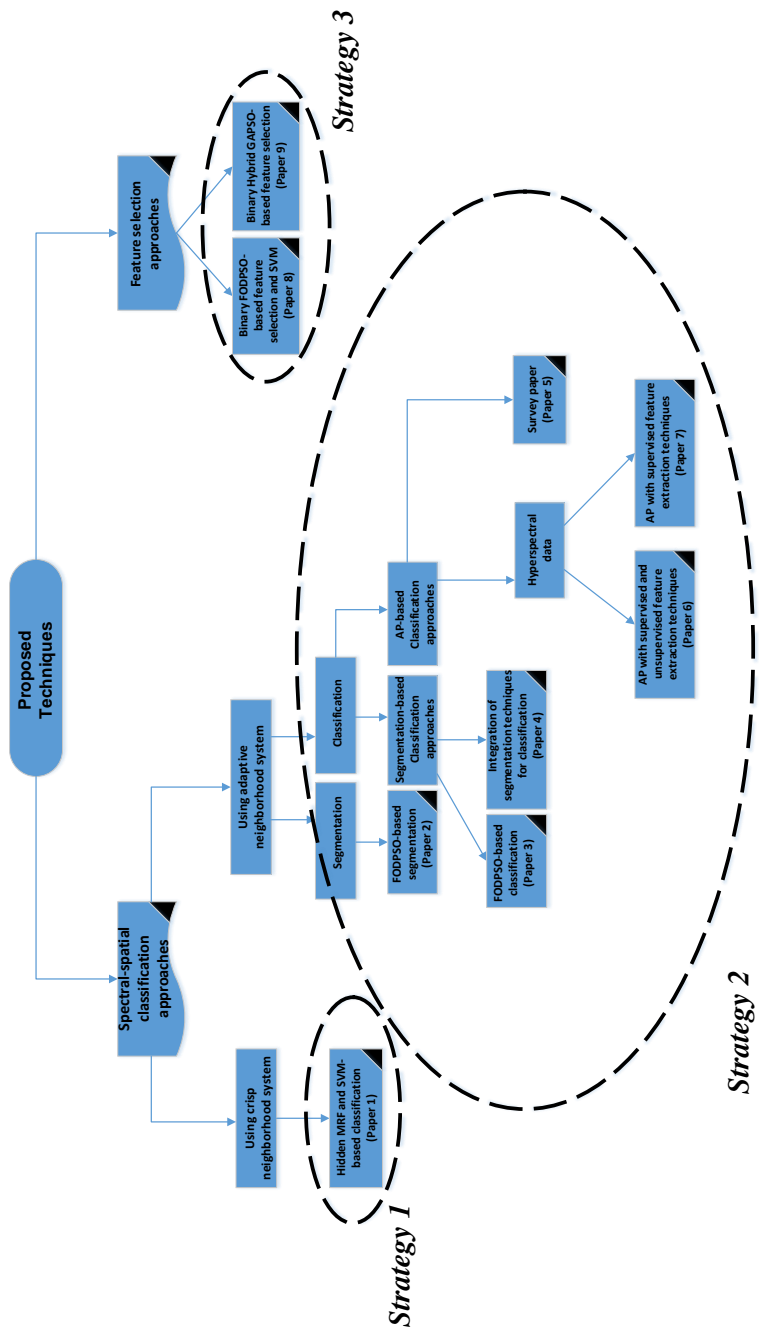 Proposed
Techniques
Spectral-spatial
classification
approaches
Feature selection
approaches
Using crisp
neighborhood system
Using adaptive
neighborhood system
Binary FODPSO-
based feature
selection and SVM
(Paper 8)
Binary Hybrid GAPSO-
based feature selection
(Paper 9)
Strategy 3
Hidden MRF and SVM-
based classification
(Paper 1)
Strategy 1
Segmentation
Classification
FODPSO-based
segmentation
(Paper 2)
Segmentation-based
Classification
approaches
AP-based
Classification
approaches
FODPSO-based
classification
(Paper 3)
Integration of
segmentation techniques
for classification
(Paper 4)
Hyperspectral
data
Survey paper
(Paper 5)
AP with supervised and
unsupervised feature
extraction techniques
(Paper 6)
AP with supervised feature
extraction techniques
(Paper 7)
Strategy 2